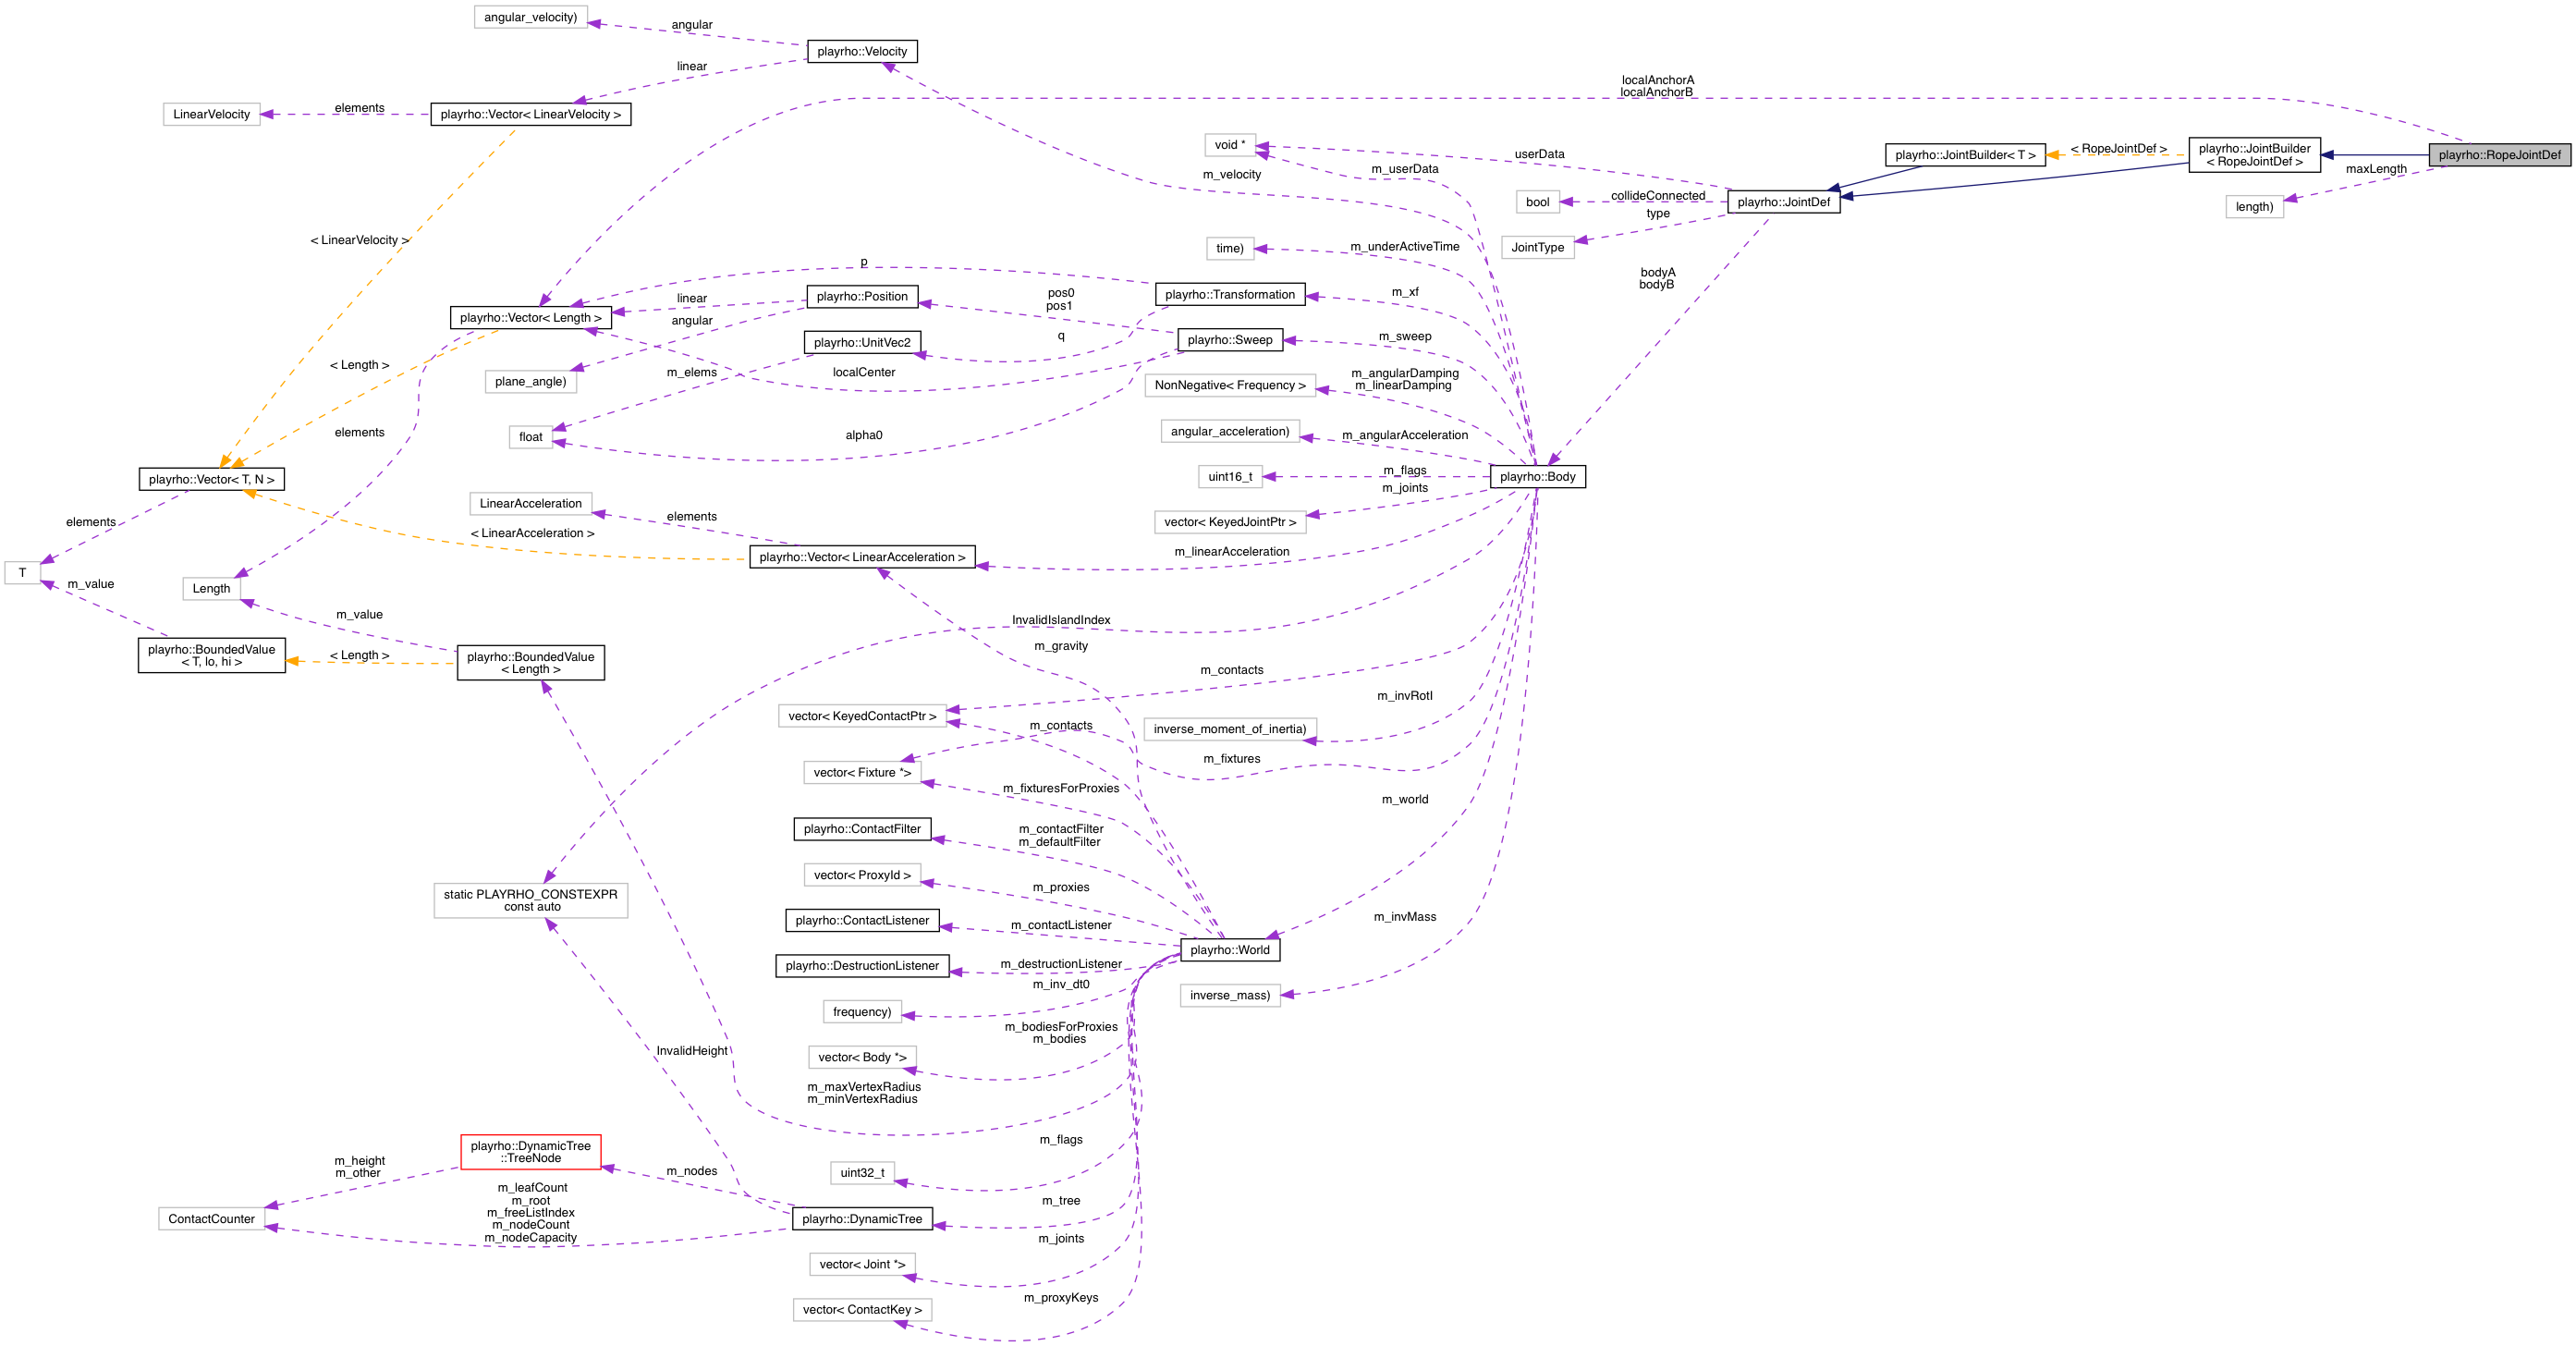 angular_velocity)
angular
playrho::Velocity
linear
localAnchorA
localAnchorB
LinearVelocity
elements
playrho::Vector< LinearVelocity >
void *
userData
playrho::JointBuilder< T >
< RopeJointDef >
playrho::JointBuilder
< RopeJointDef >
playrho::RopeJointDef
m_velocity
m_userData
maxLength
bool
collideConnected
playrho::JointDef
length)
type
< LinearVelocity >
time)
m_underActiveTime
JointType
p
bodyA
bodyB
playrho::Vector< Length >
linear
playrho::Position
pos0
pos1
playrho::Transformation
m_xf
angular
playrho::UnitVec2
q
playrho::Sweep
m_sweep
< Length >
plane_angle)
m_elems
localCenter
NonNegative< Frequency >
m_angularDamping
m_linearDamping
elements
float
alpha0
angular_acceleration)
m_angularAcceleration
playrho::Vector< T, N >
uint16_t
m_flags
playrho::Body
m_joints
LinearAcceleration
elements
vector< KeyedJointPtr >
elements
< LinearAcceleration >
playrho::Vector< LinearAcceleration >
m_linearAcceleration
T
m_value
Length
m_value
InvalidIslandIndex
m_gravity
playrho::BoundedValue
< T, lo, hi >
< Length >
playrho::BoundedValue
< Length >
m_contacts
m_invRotI
vector< KeyedContactPtr >
m_contacts
inverse_moment_of_inertia)
vector< Fixture *>
m_fixtures
m_fixturesForProxies
m_world
playrho::ContactFilter
m_contactFilter
m_defaultFilter
vector< ProxyId >
m_proxies
static PLAYRHO_CONSTEXPR
const auto
playrho::ContactListener
m_contactListener
m_invMass
playrho::World
playrho::DestructionListener
m_destructionListener
m_inv_dt0
inverse_mass)
frequency)
m_bodiesForProxies
m_bodies
InvalidHeight
vector< Body *>
m_maxVertexRadius
m_minVertexRadius
m_flags
playrho::DynamicTree
::TreeNode
m_height
m_other
m_nodes
uint32_t
m_leafCount
m_root
m_freeListIndex
m_nodeCount
m_nodeCapacity
m_tree
ContactCounter
playrho::DynamicTree
m_joints
vector< Joint *>
m_proxyKeys
vector< ContactKey >